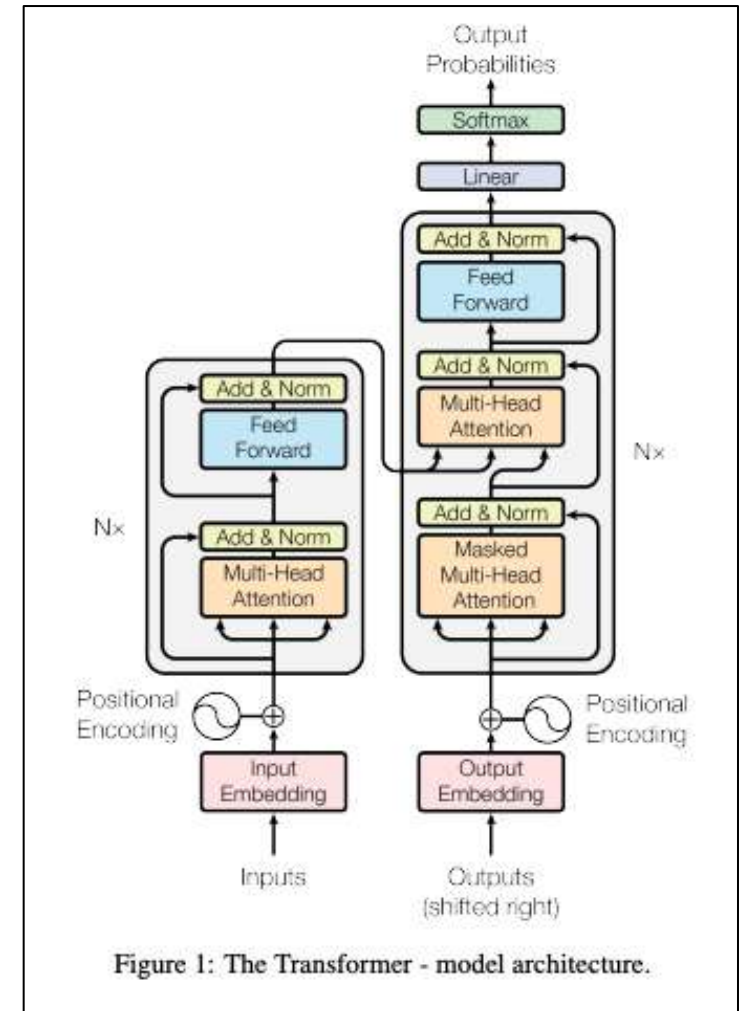 Output
Probabilities
Softmax
Linear
Add & Norm
Feed
Forward
Add & Norm
Multi-Head
Attention
Nx
Add & Norm
Masked
Multi-Head
Attention
Add & Norm
Feed
Forward
Nx
Add & Norm
Multi-Head
Attention
Positional
Encoding
Positional
Encoding
Input
Embedding
Output
Embedding
Inputs
Outputs
(shifted right)
Figure 1: The Transformer - model architecture.